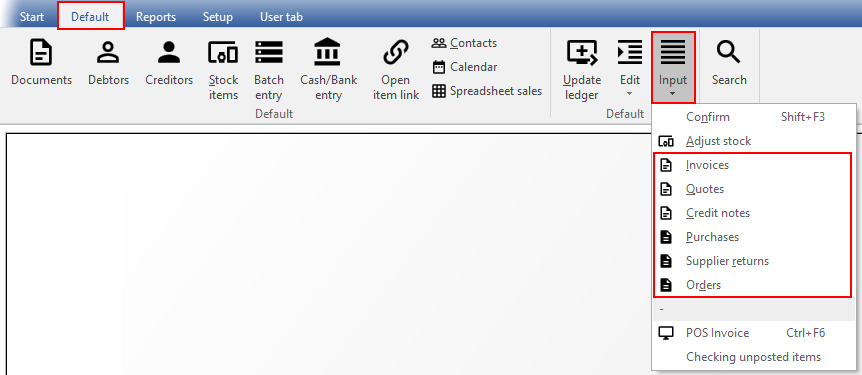 Start Default Reports Setup User tab
Documents Debtors Creditors Stock items Batch entry Cash/Bank entry Open item link
Contacts
Calendar
Spreadsheet sales
Update ledger Edit Input Search
Default Default
Confirm Shift+F3
Adjust stock
Invoices
Quotes
Credit notes
Purchases
Supplier returns
Orders
-
POS Invoice Ctrl+F6
Checking unposted items